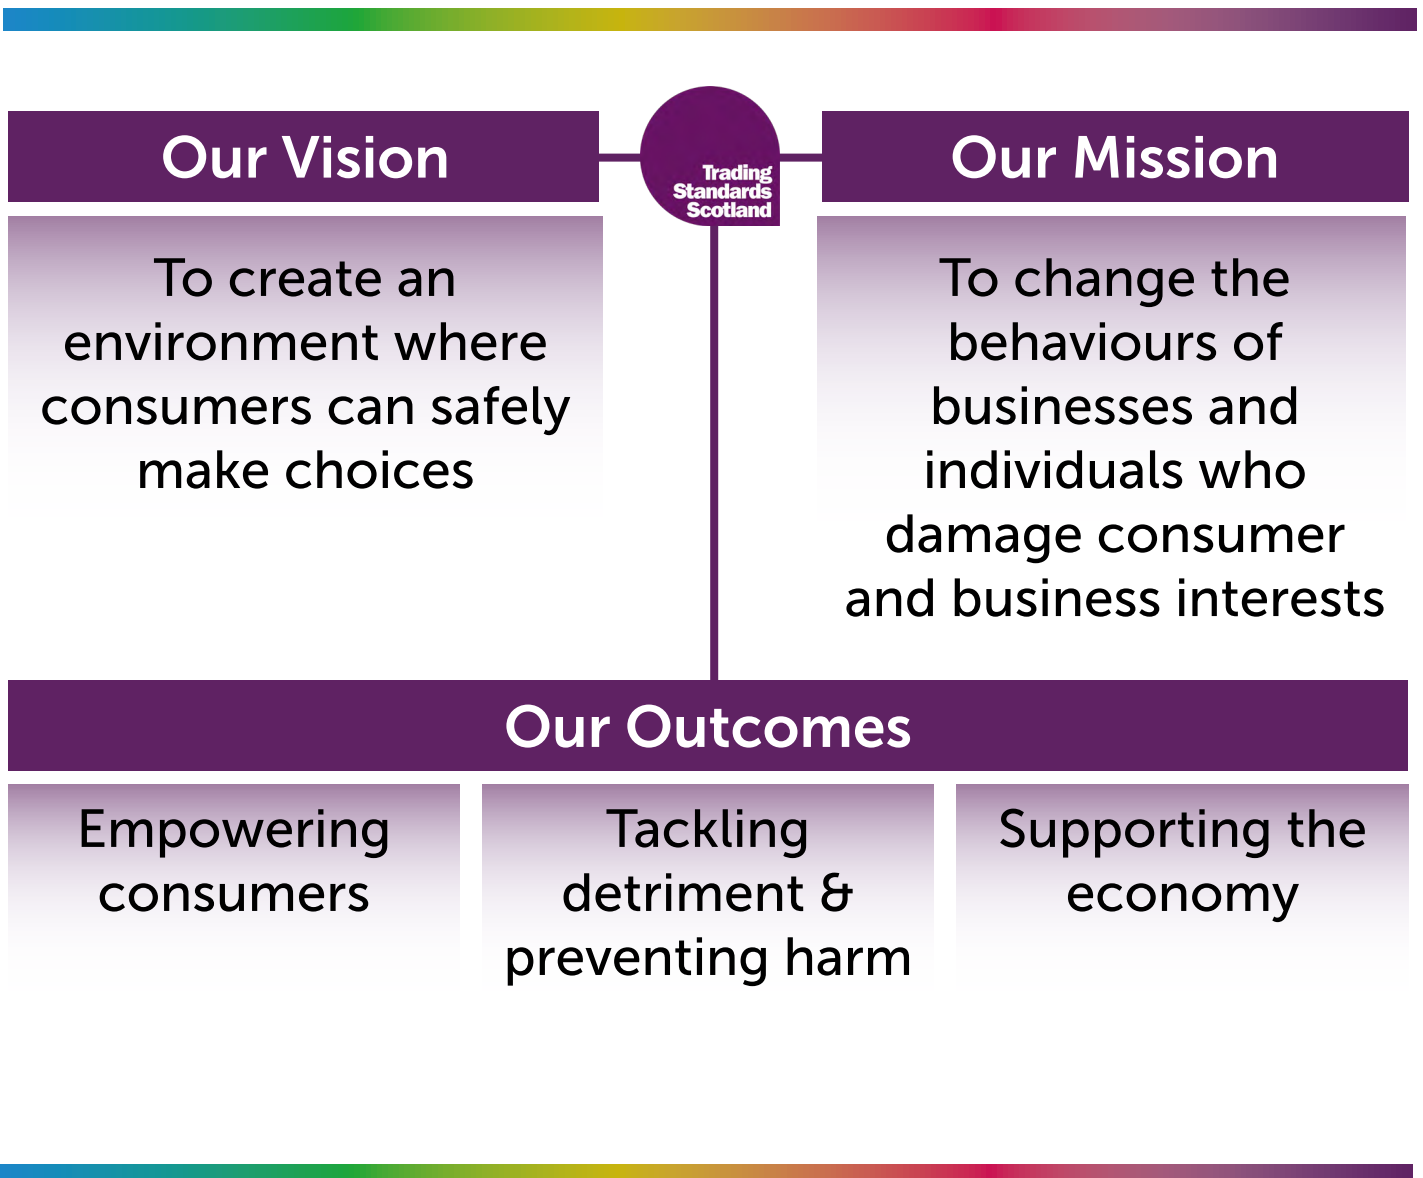 Our Vision
Trading
Standards
Scotland
Our Mission
To create an
environment where
consumers can safely
make choices
To change the
behaviours of
businesses and
individuals who
damage consumer
and business interests
Our Outcomes
Empowering
consumers
Tackling
detriment &
preventing harm
Supporting the
economy